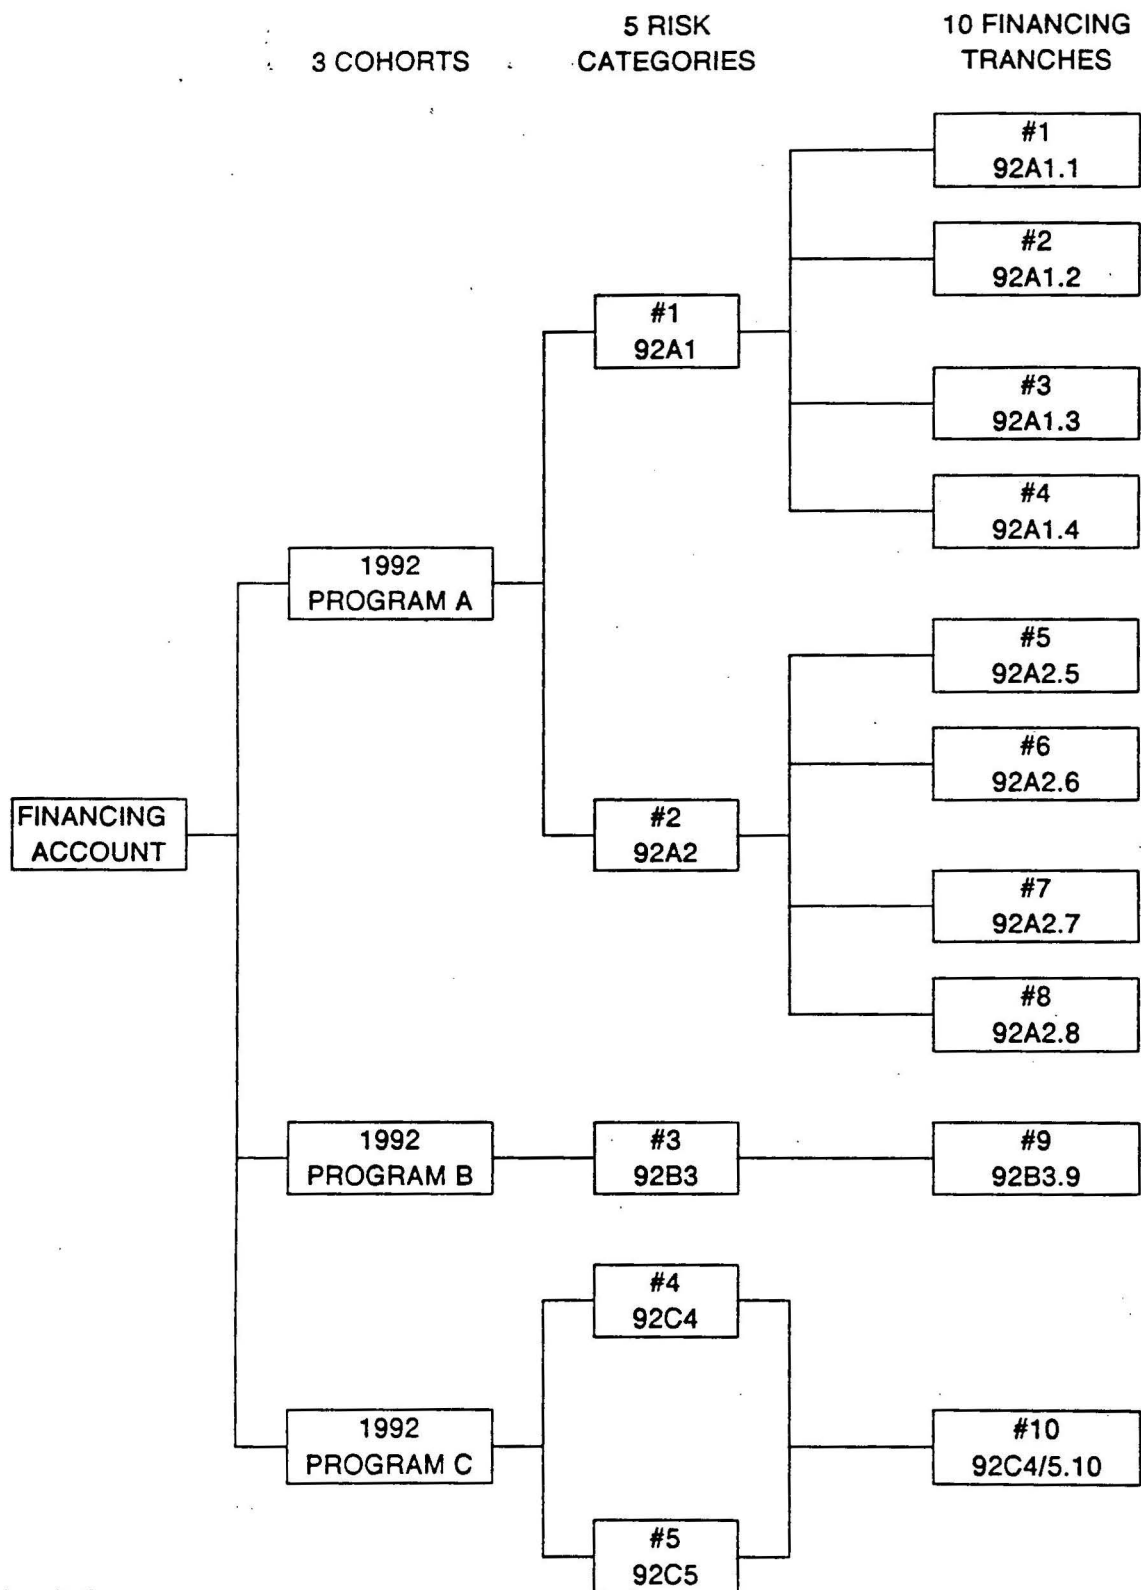 3 COHORTS
5 RISK
CATEGORIES
10 FINANCING
TRANCHES
#1
92A1.1
#2
92A1.2
#1
92A1
#3
92A1.3
#4
92A1.4
1992
PROGRAM A
#5
92A2.5
#6
92A2.6
FINANCING
ACCOUNT
#2
92A2
#7
92A2.7
#8
92A2.8
1992
PROGRAM B
#3
92B3
#9
92B3.9
#4
92C4
1992
PROGRAM C
#10
92C4/5.10
#5
92C5